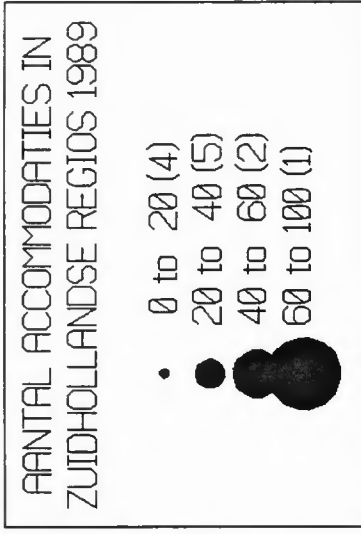 AANTAL ACCOMMODATIES IN
ZUIDHOLLANDSE REGIOS 1989
0 to 20 (4)
20 to 40 (5)
40 to 60 (2)
60 to 100 (1)